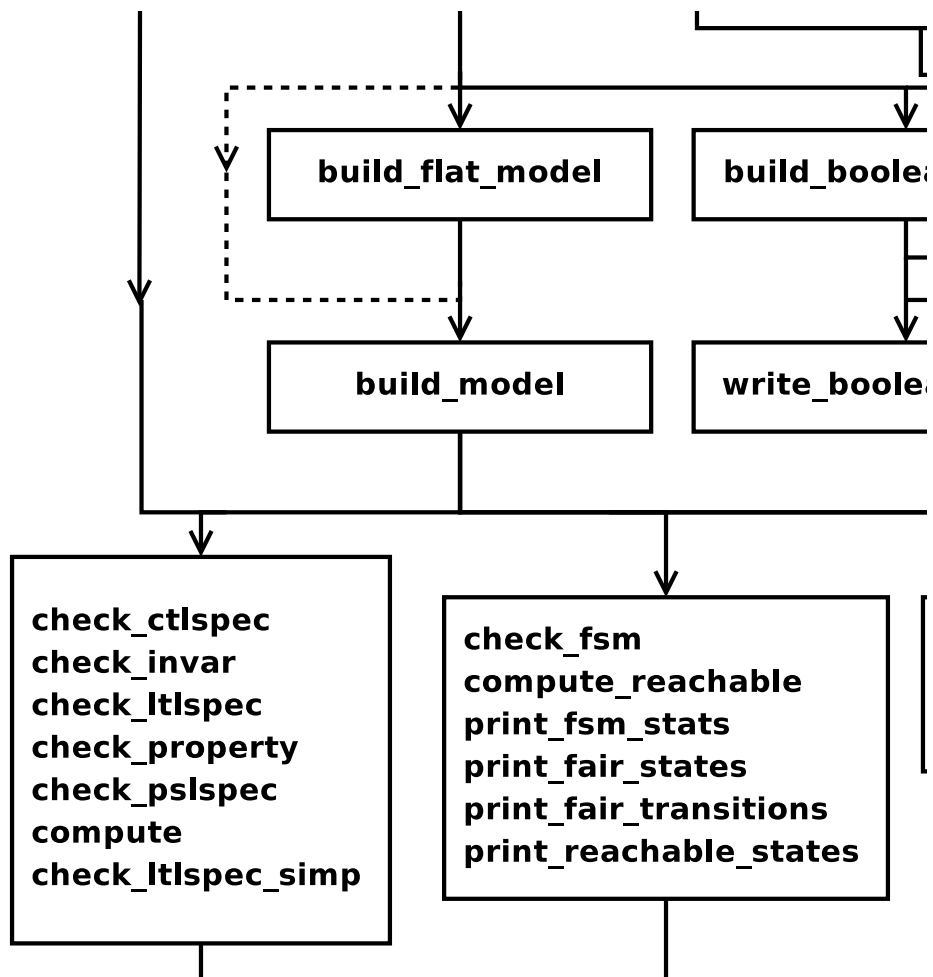 build_flat_model
build_model
check_ctlspec
check_invar
check_ltlspec
check_property
check_pslspec
compute
check_ltlspec_simp
check_fsm
compute_reachable
print_fsm_stats
print_fair_states
print_fair_transitions
print_reachable_states